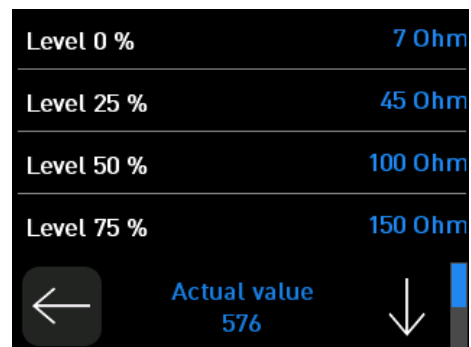 Level 0 % 7 Ohm
Level 25 % 45 Ohm
Level 50 % 100 Ohm
Level 75 % 150 Ohm
Actual value
576